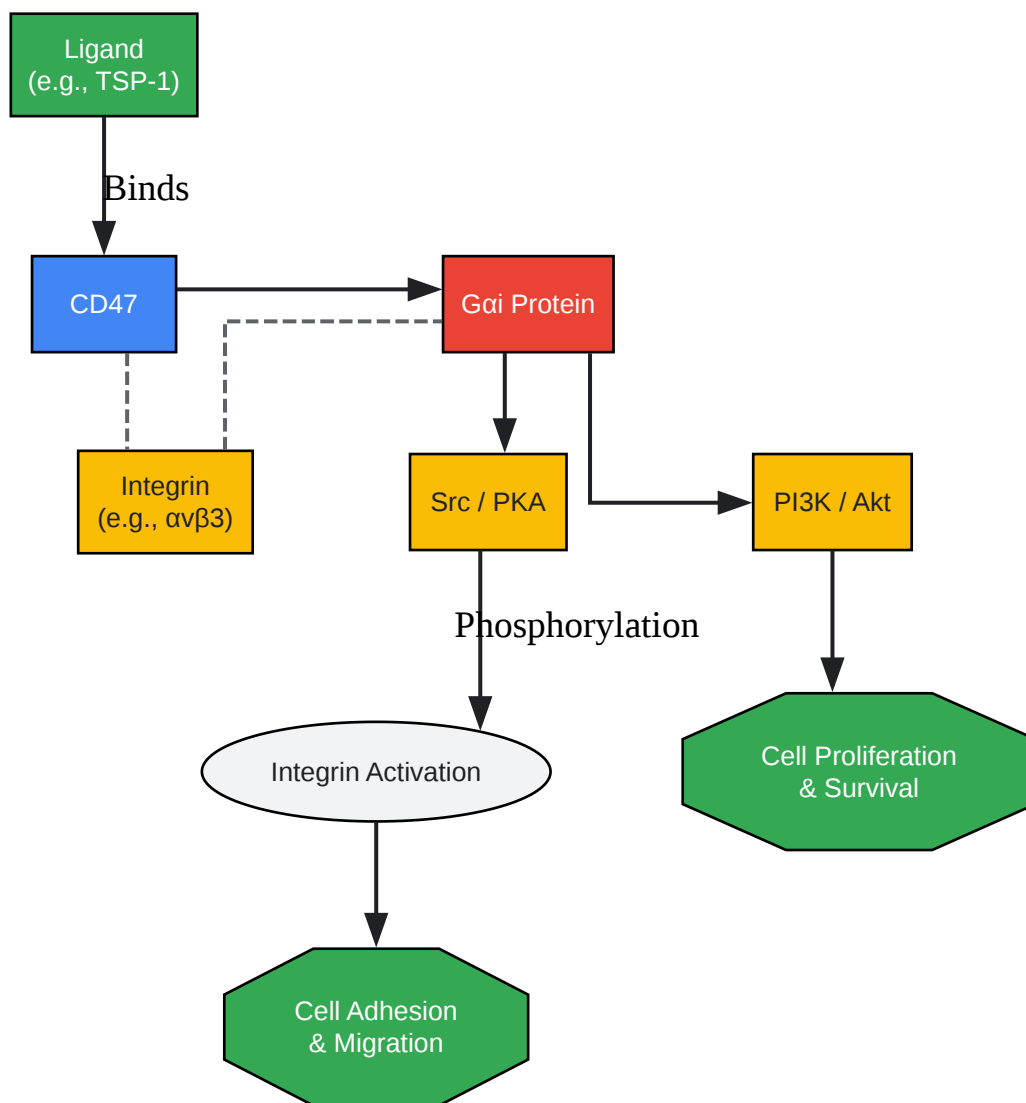 Ligand
(e.g., TSP-1)
Binds
CD47
Gαi Protein
Integrin
(e.g., αvβ3)
Src / PKA
PI3K / Akt
Phosphorylation
Integrin Activation
Cell Proliferation
& Survival
Cell Adhesion
& Migration